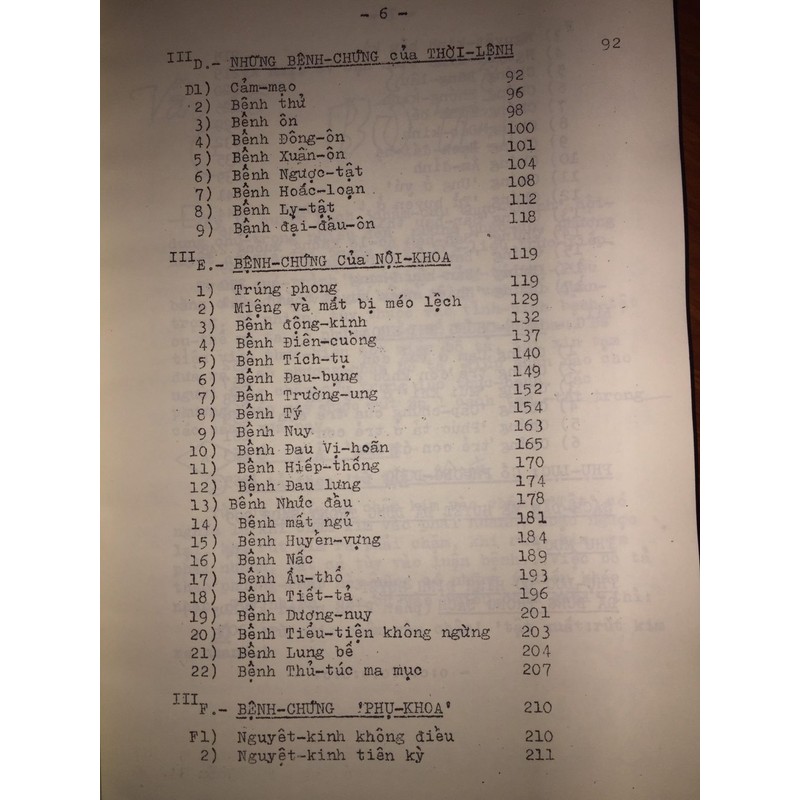 - 6 -
III D.- NHỮNG BỆNH-CHỨNG của THỜI-LỆNH 92
D1) Cảm-mạo 92
2) Bệnh thử 96
3) Bệnh ôn 98
4) Bệnh Đông-ôn 100
5) Bệnh Xuân-ôn 101
6) Bệnh Ngược-tật 104
7) Bệnh Hoắc-loạn 108
8) Bệnh Ly-tật 112
9) Bạnh đại-đầu-ôn 118
III E.- BỆNH-CHỨNG Của NỘI-KHOA 119
1) Trúng phong 119
2) Miệng và mắt bị méo lệch 129
3) Bệnh động-kinh 132
4) Bệnh Điên-cuồng 137
5) Bệnh Tích-tụ 140
6) Bệnh Đau-bụng 149
7) Bệnh Trường-ung 152
8) Bệnh Tý 154
9) Bệnh Nuy 163
10) Bệnh Đau Vị-hoãn 165
11) Bệnh Hiếp-thống 170
12) Bệnh Đau lưng 174
13) Bệnh Nhức đầu 178
14) Bệnh mất ngủ 181
15) Bệnh Huyền-vựng 184
16) Bệnh Nấc 189
17) Bệnh Ẩu-thổ 193
18) Bệnh Tiết-tả 196
19) Bệnh Dượng-nuy 201
20) Bệnh Tiểu-tiện không ngừng 203
21) Bệnh Lung bế 204
22) Bệnh Thủ-túc ma mục 207
III F.- BỆNH-CHỨNG 'PHỤ-KHOA' 210
F1) Nguyệt-kinh không điều 210
2) Nguyệt-kinh tiên kỳ 211